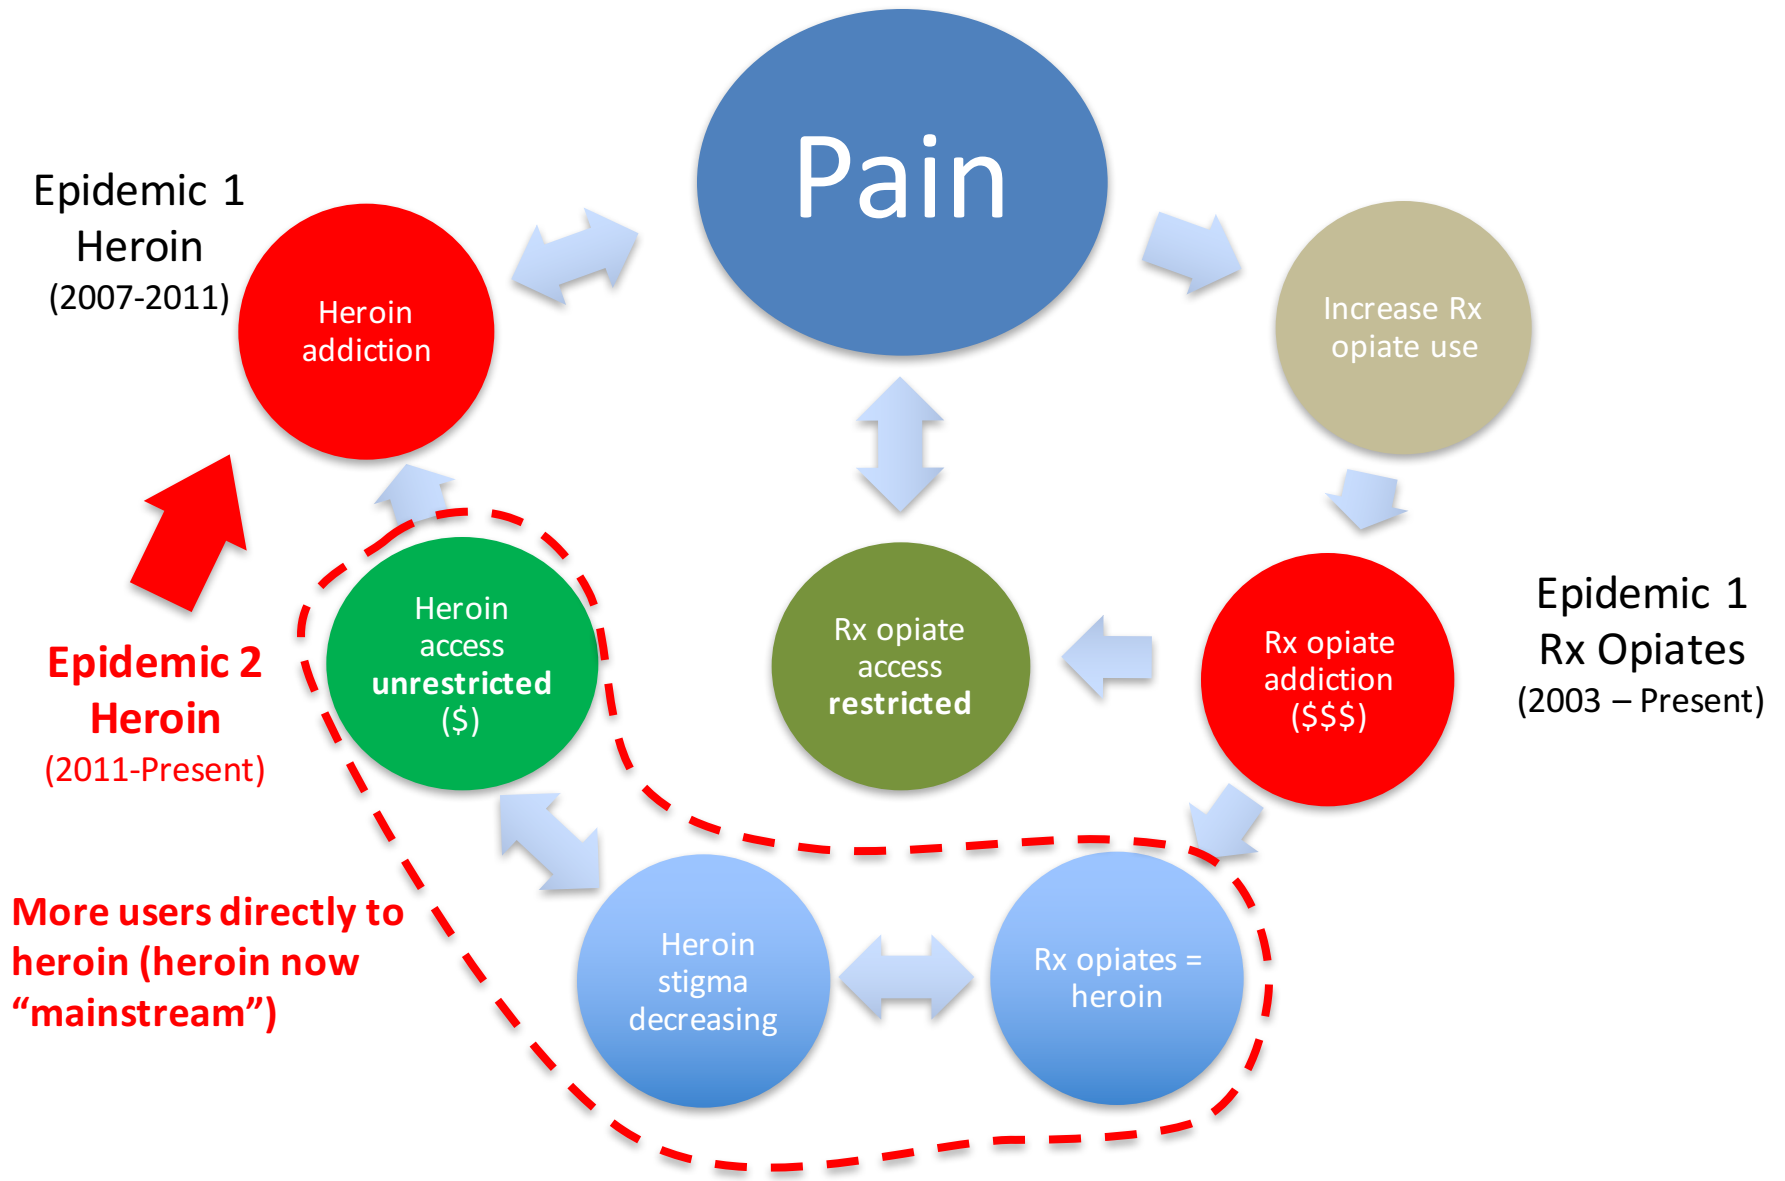 Pain
Epidemic 1
Heroin
(2007-2011)
Heroin
addiction
Increase Rx
opiate use
Epidemic 1
Rx Opiates
(2003 – Present)
Heroin
access
unrestricted
($)
Rx opiate
access
restricted
Rx opiate
addiction
($$$)
Epidemic 2
Heroin
(2011-Present)
More users directly to
heroin (heroin now
“mainstream”)
Heroin
stigma
decreasing
Rx opiates =
heroin